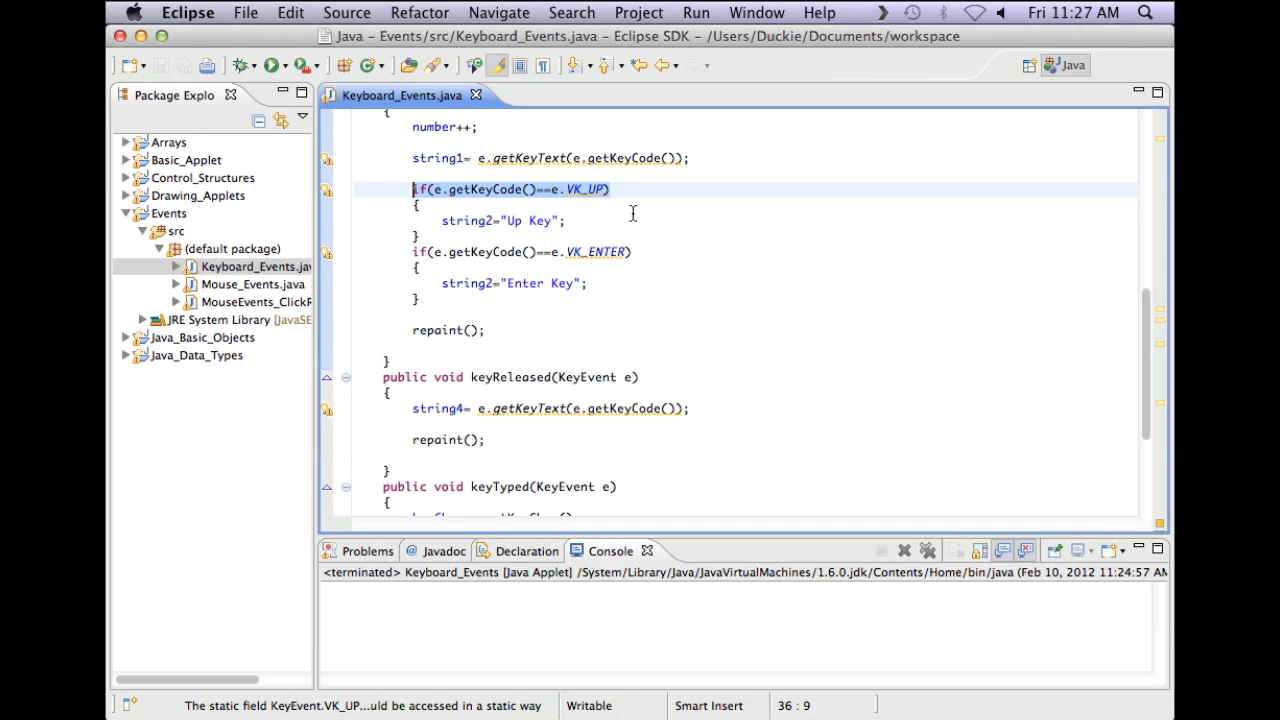 Eclipse File Edit Source Refactor Navigate Search Project Run Window Help Fri 11:27 AM
Java – Events/src/Keyboard_Events.java – Eclipse SDK – /Users/Duckie/Documents/workspace
Java
Package Explo
Keyboard_Events.java
Arrays
Basic_Applet
Control_Structures
Drawing_Applets
Events
src
(default package)
Keyboard_Events.jav
Mouse_Events.java
MouseEvents_ClickR
JRE System Library [JavaSE
Java_Basic_Objects
Java_Data_Types
{
number++;
string1= e.getKeyText(e.getKeyCode());
if(e.getKeyCode()==e.VK_UP)
{
string2="Up Key";
}
if(e.getKeyCode()==e.VK_ENTER)
{
string2="Enter Key";
}
repaint();
}
public void keyReleased(KeyEvent e)
{
string4= e.getKeyText(e.getKeyCode());
repaint();
}
public void keyTyped(KeyEvent e)
{
Problems @ Javadoc Declaration Console
<terminated> Keyboard_Events [Java Applet] /System/Library/Java/JavaVirtualMachines/1.6.0.jdk/Contents/Home/bin/java (Feb 10, 2012 11:24:57 AM
The static field KeyEvent.VK_UP...uld be accessed in a static way Writable Smart Insert 36 : 9